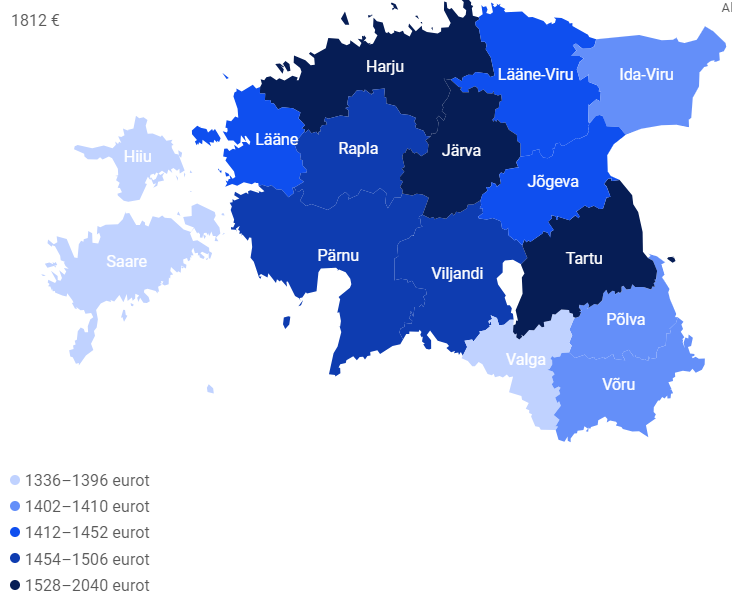 1812 €
Al
Harju
Lääne-Viru
Ida-Viru
Lääne
Rapla
Järva
Hiiu
Jõgeva
Saare
Pärnu
Viljandi
Tartu
Põlva
Valga
Võru
1336–1396 eurot
1402–1410 eurot
1412–1452 eurot
1454–1506 eurot
1528–2040 eurot